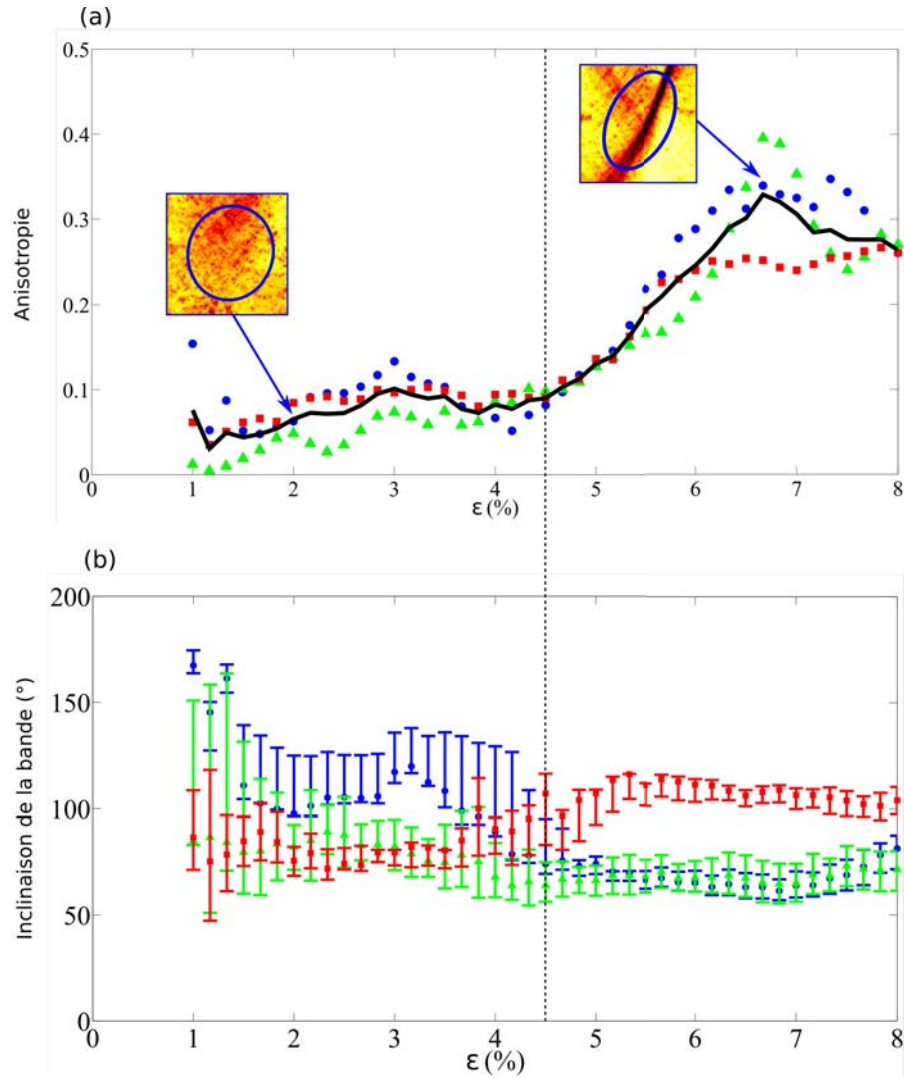 (a)
0.5
0.4
0.3
0.2
0.1
0
Anisotropie
0 1 2 3 4 5 6 7 8
ε (%)
(b)
200
150
100
50
0
Inclinaison de la bande (°)
0 1 2 3 4 5 6 7 8
ε (%)